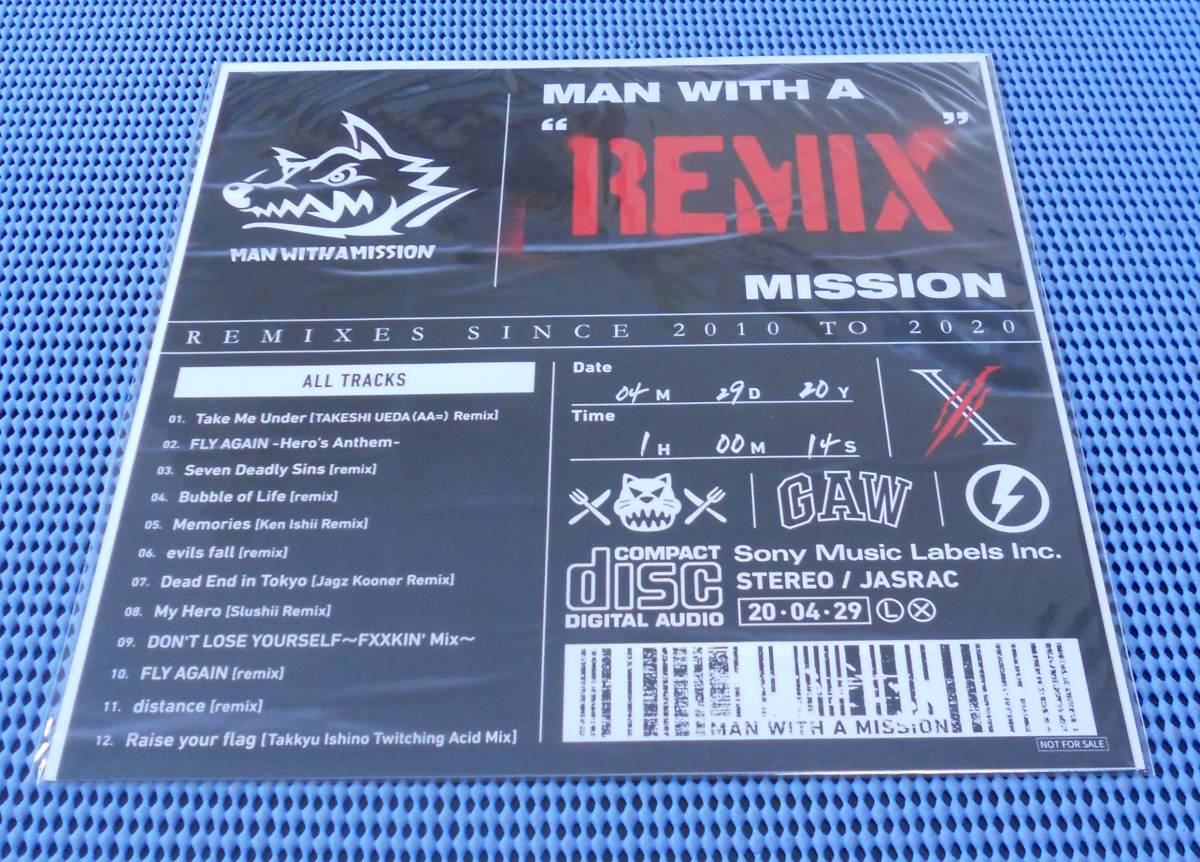 MAN WITH A MISSION
MAN WITH A
“REMIX”
MISSION
REMIXES SINCE 2010 TO 2020
ALL TRACKS
01. Take Me Under [TAKESHI UEDA (AA=) Remix]
02. FLY AGAIN -Hero's Anthem-
03. Seven Deadly Sins [remix]
04. Bubble of Life [remix]
05. Memories [Ken Ishii Remix]
06. evils fall [remix]
07. Dead End in Tokyo [Jagz Kooner Remix]
08. My Hero [Slushii Remix]
09. DON'T LOSE YOURSELF～FXXKIN' Mix～
10. FLY AGAIN [remix]
11. distance [remix]
12. Raise your flag [Takkyu Ishino Twitching Acid Mix]
Date
04 M 29 D 20 Y
Time
1 H 00 M 14 S
X
GAW
COMPACT
disc
DIGITAL AUDIO
Sony Music Labels Inc.
STEREO / JASRAC
20・04・29 Ⓛ Ⓧ
MAN WITH A MISSION
NOT FOR SALE